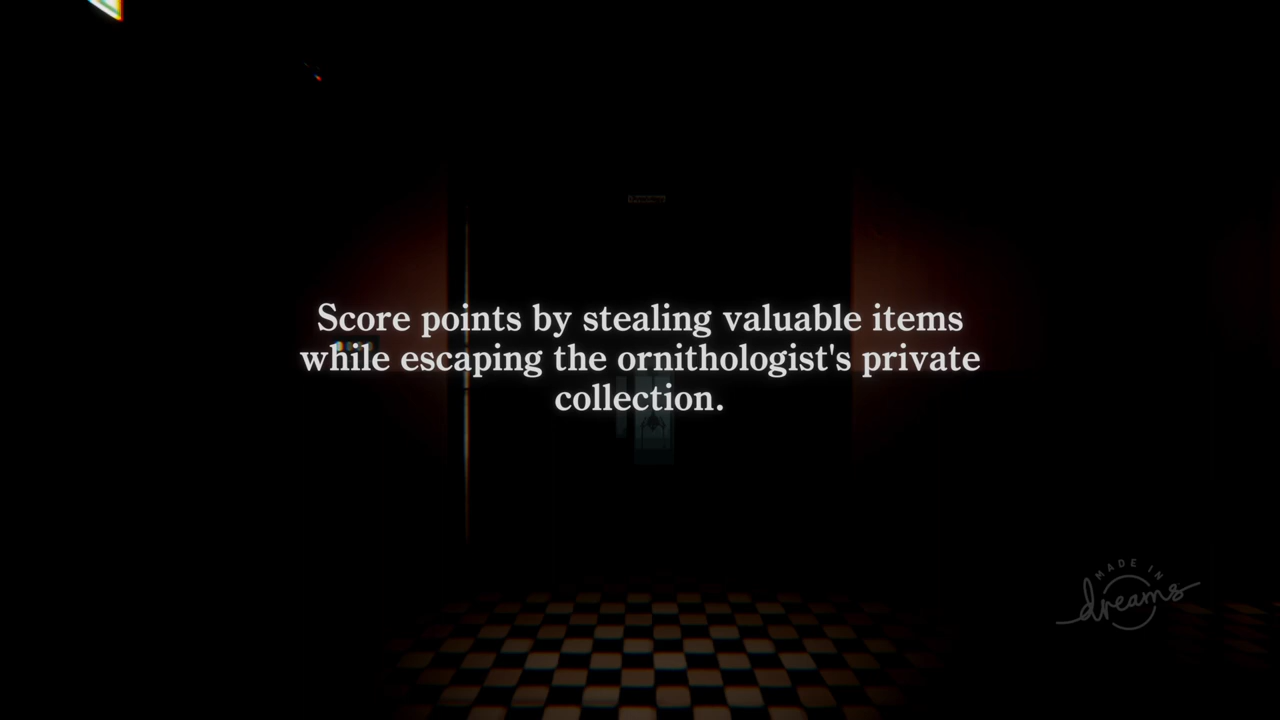 Score points by stealing valuable items
while escaping the ornithologist's private
collection.
MADE IN
dreams